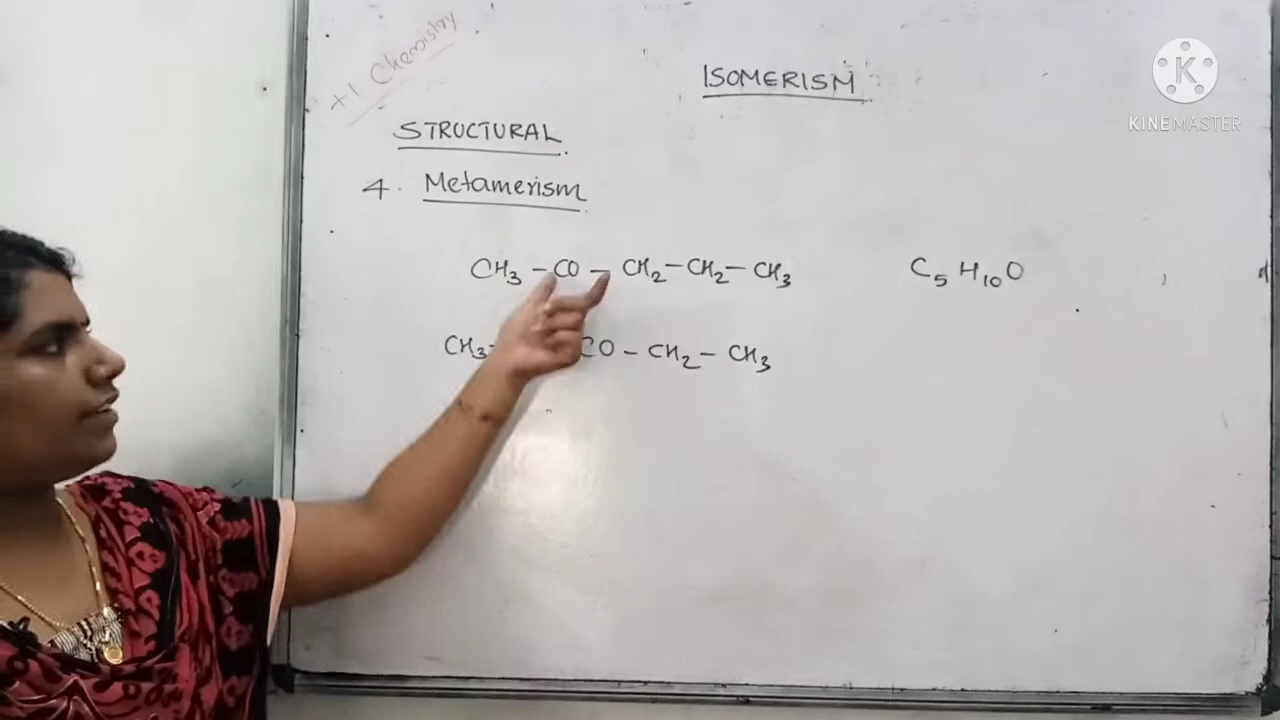 +1 Chemistry
ISOMERISM
KINEMASTER
STRUCTURAL
4. Metamerism
CH₃ – CO – CH₂ – CH₂ – CH₃ C₅H₁₀O
CH₃ – CO – CH₂ – CH₃